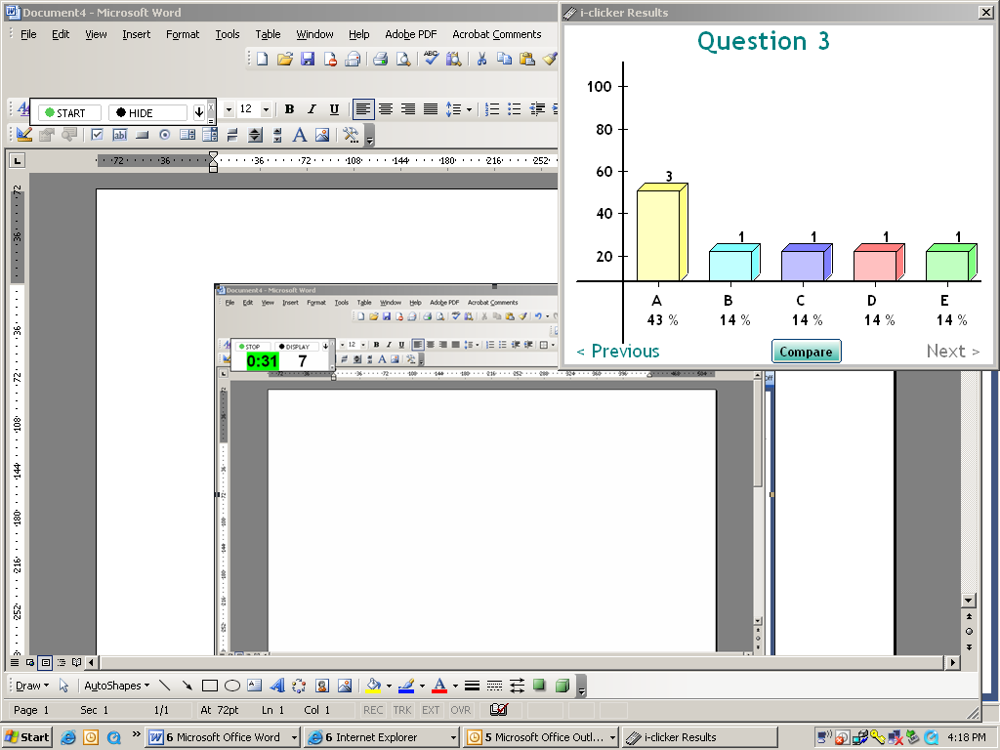 Document4 - Microsoft Word
File Edit View Insert Format Tools Table Window Help Adobe PDF Acrobat Comments
START HIDE 12 B I U
72 36 36 72 108 144 180 216 252
i-clicker Results
Question 3
100
80
60
40
20
3 1 1 1 1
A B C D E
43 % 14 % 14 % 14 % 14 %
< Previous Compare Next >
Document4 - Microsoft Word
File Edit View Insert Format Tools Table Window Help Adobe PDF Acrobat Comments
STOP DISPLAY 12 B I U
0:31 7
72
36
36
72
108
144
180
216
252
Draw AutoShapes
Page 1 Sec 1 1/1 At 72pt Ln 1 Col 1 REC TRK EXT OVR
Start 6 Microsoft Office Word 6 Internet Explorer 5 Microsoft Office Outl... i-clicker Results 4:18 PM